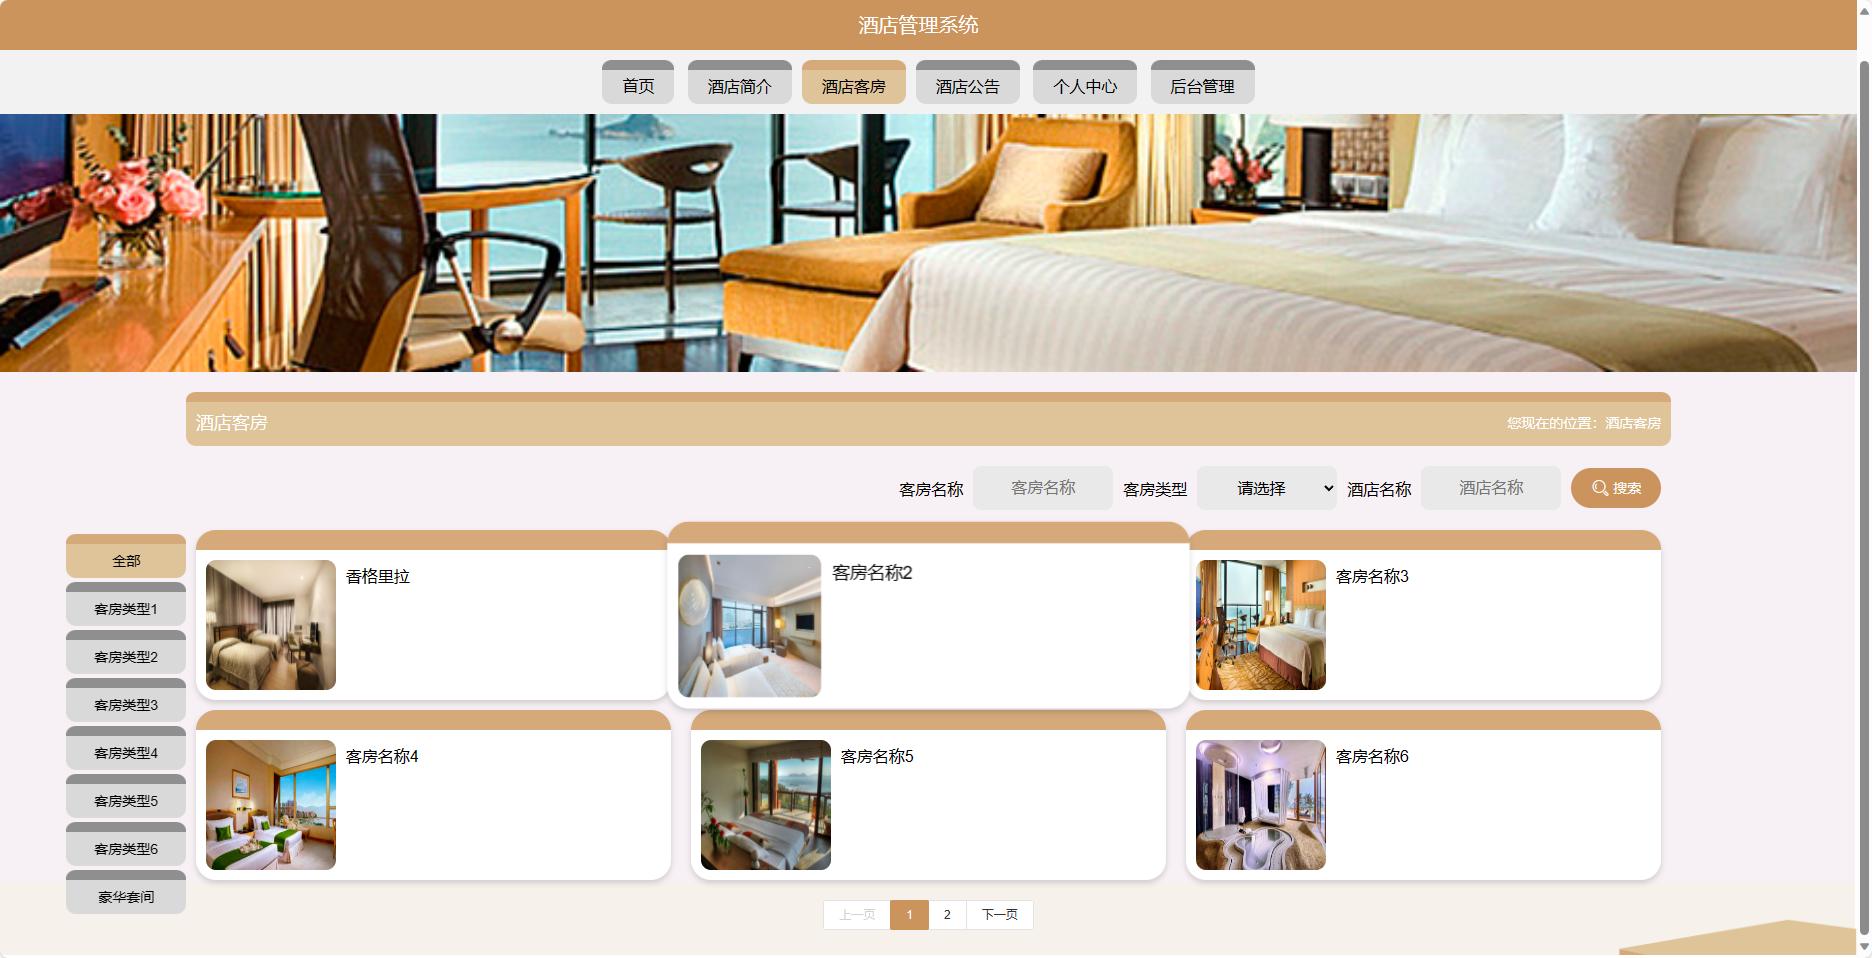 酒店管理系统
首页 酒店简介 酒店客房 酒店公告 个人中心 后台管理
酒店客房 您现在的位置：酒店客房
客房名称 客房名称 客房类型 请选择 酒店名称 酒店名称 搜索
全部
客房类型1
客房类型2
客房类型3
客房类型4
客房类型5
客房类型6
豪华套间
香格里拉 客房名称2 客房名称3
客房名称4 客房名称5 客房名称6
上一页 1 2 下一页